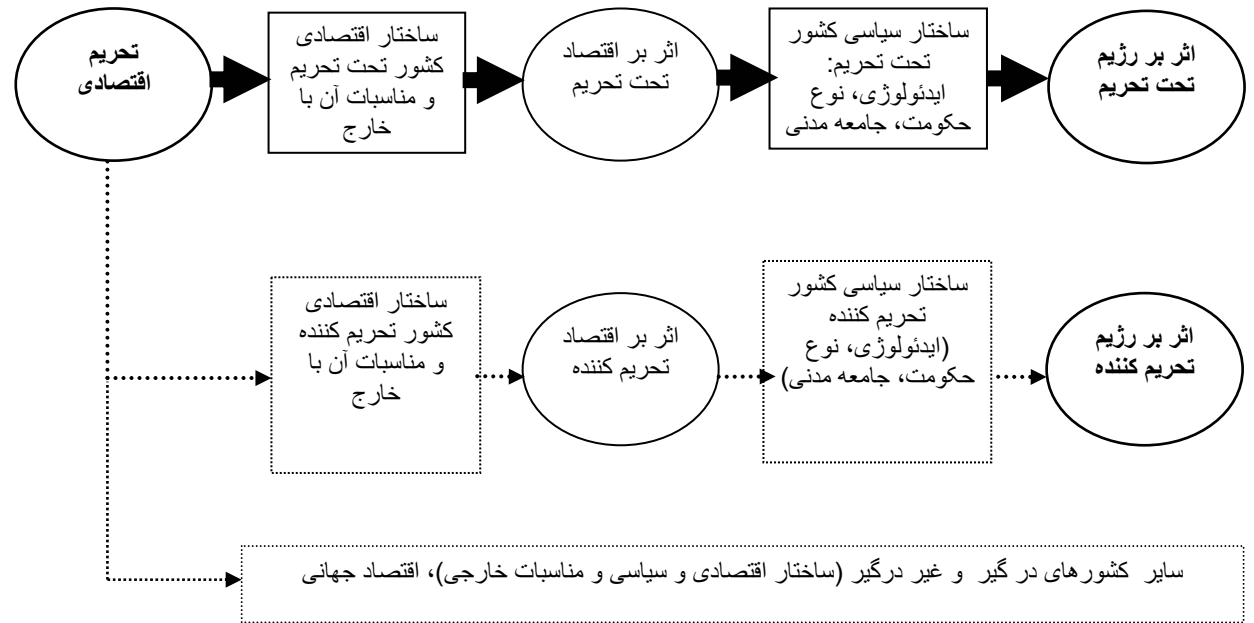 تحریم
اقتصادی
ساختار اقتصادی
کشور تحت تحریم
و مناسبات آن با
خارج
اثر بر اقتصاد
تحت تحریم
ساختار سیاسی کشور
تحت تحریم:
ایدئولوژی، نوع
حکومت، جامعه مدنی
اثر بر رژیم
تحت تحریم
ساختار اقتصادی
کشور تحریم کننده
و مناسبات آن با
خارج
اثر بر اقتصاد
تحریم کننده
ساختار سیاسی کشور
تحریم کننده
(ایدئولوژی، نوع
حکومت، جامعه مدنی)
اثر بر رژیم
تحریم کننده
سایر کشورهای در گیر و غیر درگیر (ساختار اقتصادی و سیاسی و مناسبات خارجی)، اقتصاد جهانی